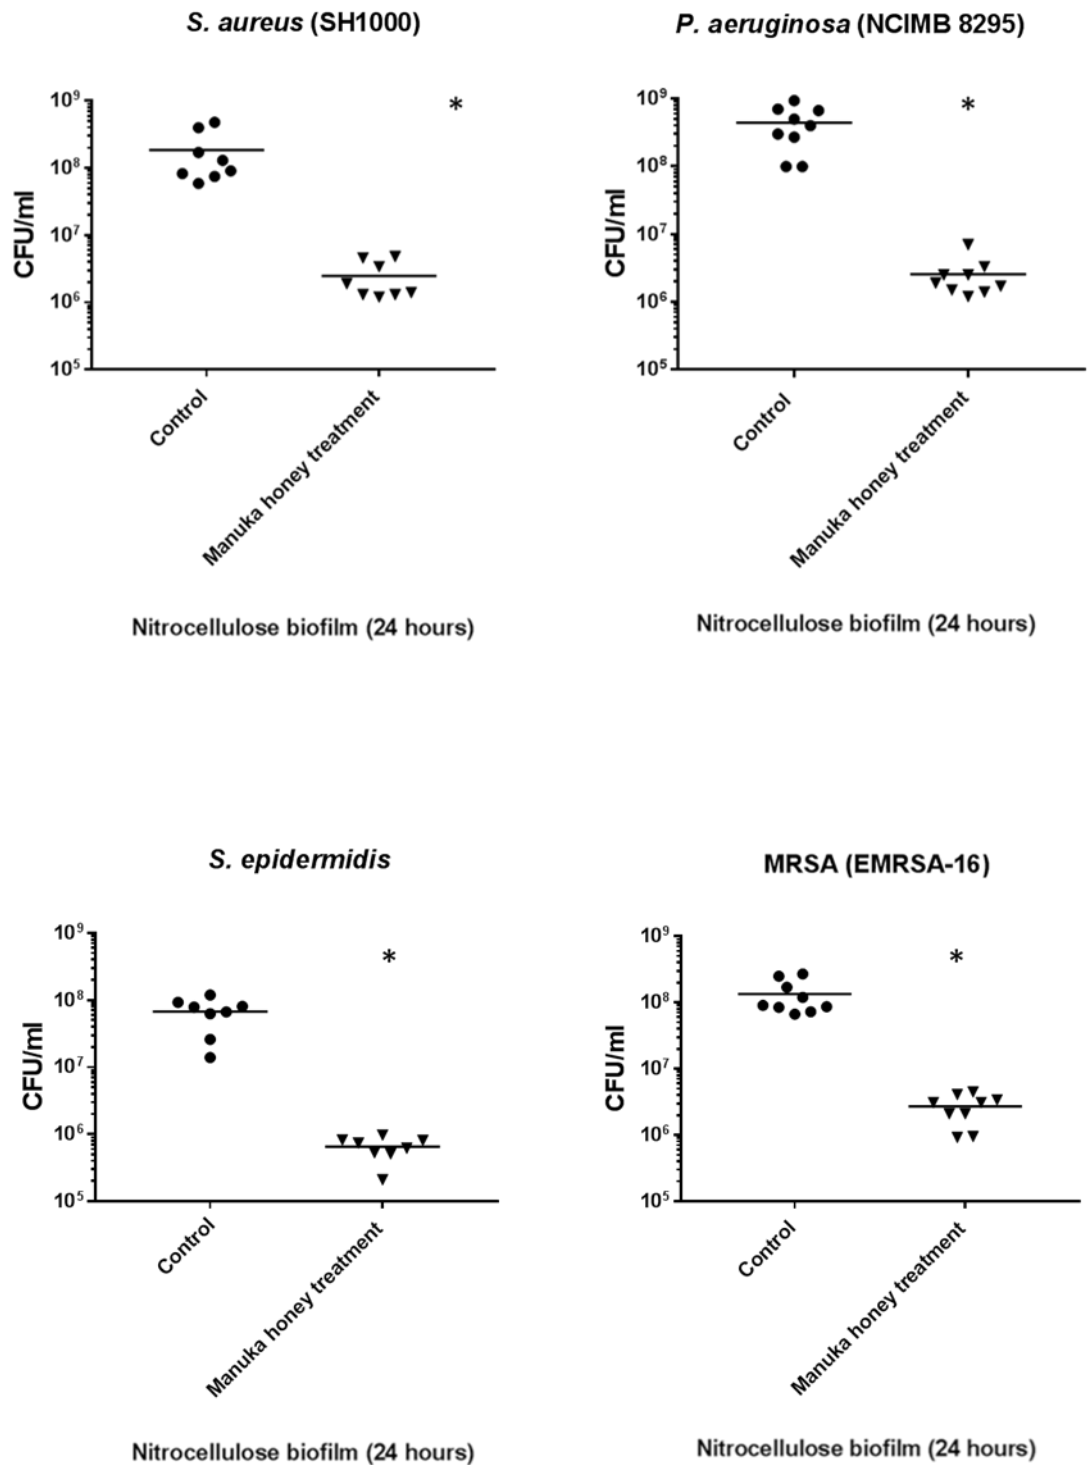 S. aureus (SH1000)
CFU/ml
10⁹
*
10⁸
10⁷
10⁶
10⁵
Control
Manuka honey treatment
Nitrocellulose biofilm (24 hours)
P. aeruginosa (NCIMB 8295)
CFU/ml
10⁹
*
10⁸
10⁷
10⁶
10⁵
Control
Manuka honey treatment
Nitrocellulose biofilm (24 hours)
S. epidermidis
CFU/ml
10⁹
*
10⁸
10⁷
10⁶
10⁵
Control
Manuka honey treatment
Nitrocellulose biofilm (24 hours)
MRSA (EMRSA-16)
CFU/ml
10⁹
*
10⁸
10⁷
10⁶
10⁵
Control
Manuka honey treatment
Nitrocellulose biofilm (24 hours)